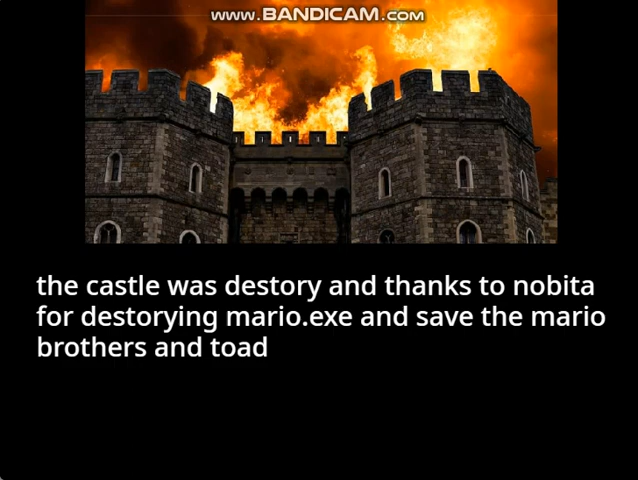 www.BANDICAM.com
the castle was destory and thanks to nobita
for destorying mario.exe and save the mario
brothers and toad